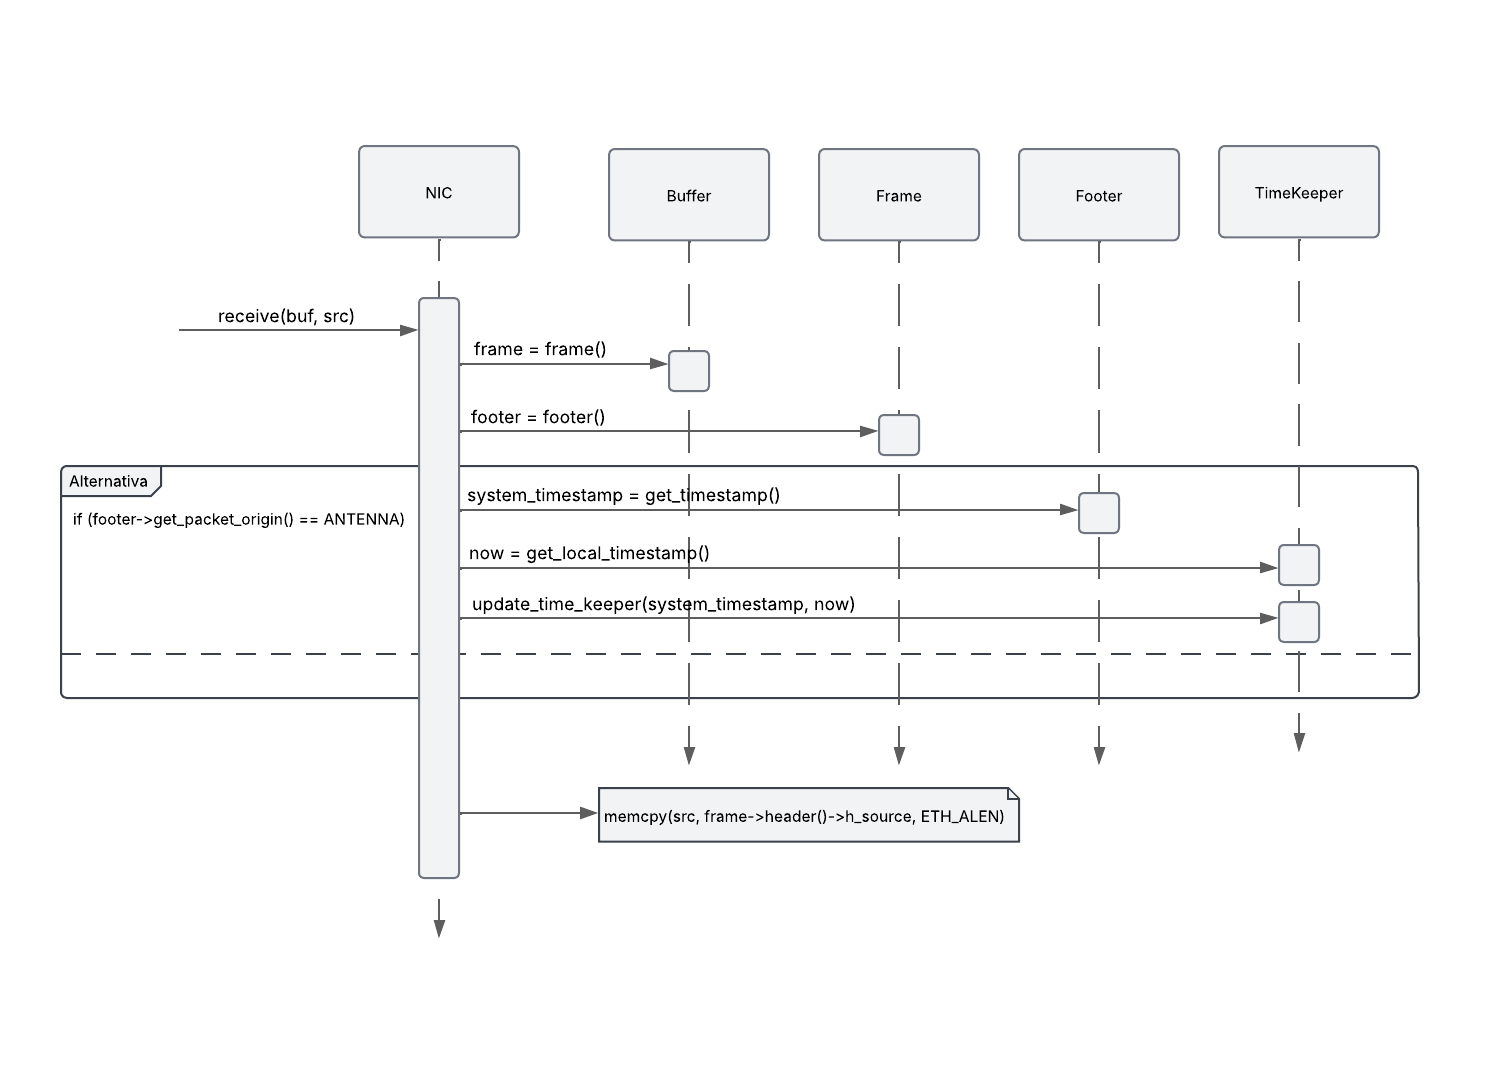 NIC
Buffer
Frame
Footer
TimeKeeper
receive(buf, src)
frame = frame()
footer = footer()
Alternativa
system_timestamp = get_timestamp()
if (footer->get_packet_origin() == ANTENNA)
now = get_local_timestamp()
update_time_keeper(system_timestamp, now)
memcpy(src, frame->header()->h_source, ETH_ALEN)